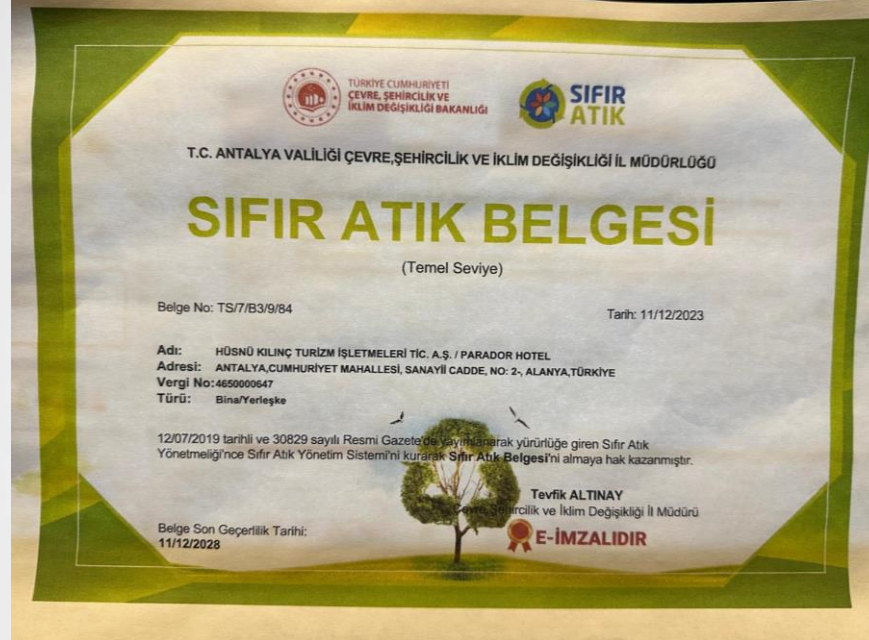 TÜRKİYE CUMHURİYETİ
ÇEVRE, ŞEHİRCİLİK VE
İKLİM DEĞİŞİKLİĞİ BAKANLIĞI
SIFIR
ATIK
T.C. ANTALYA VALİLİĞİ ÇEVRE,ŞEHİRCİLİK VE İKLİM DEĞİŞİKLİĞİ İL MÜDÜRLÜĞÜ
SIFIR ATIK BELGESİ
(Temel Seviye)
Belge No: TS/7/B3/9/84
Tarih: 11/12/2023
Adı: HÜSNÜ KILINÇ TURİZM İŞLETMELERİ TİC. A.Ş. / PARADOR HOTEL
Adresi: ANTALYA,CUMHURİYET MAHALLESİ, SANAYİİ CADDE, NO: 2-, ALANYA,TÜRKİYE
Vergi No:4650000647
Türü: Bina/Yerleşke
12/07/2019 tarihli ve 30829 sayılı Resmi Gazete'de yayımlanarak yürürlüğe giren Sıfır Atık
Yönetmeliği'nce Sıfır Atık Yönetim Sistemi'ni kurarak Sıfır Atık Belgesi'ni almaya hak kazanmıştır.
Tevfik ALTINAY
Çevre, Şehircilik ve İklim Değişikliği İl Müdürü
E-İMZALIDIR
Belge Son Geçerlilik Tarihi:
11/12/2028